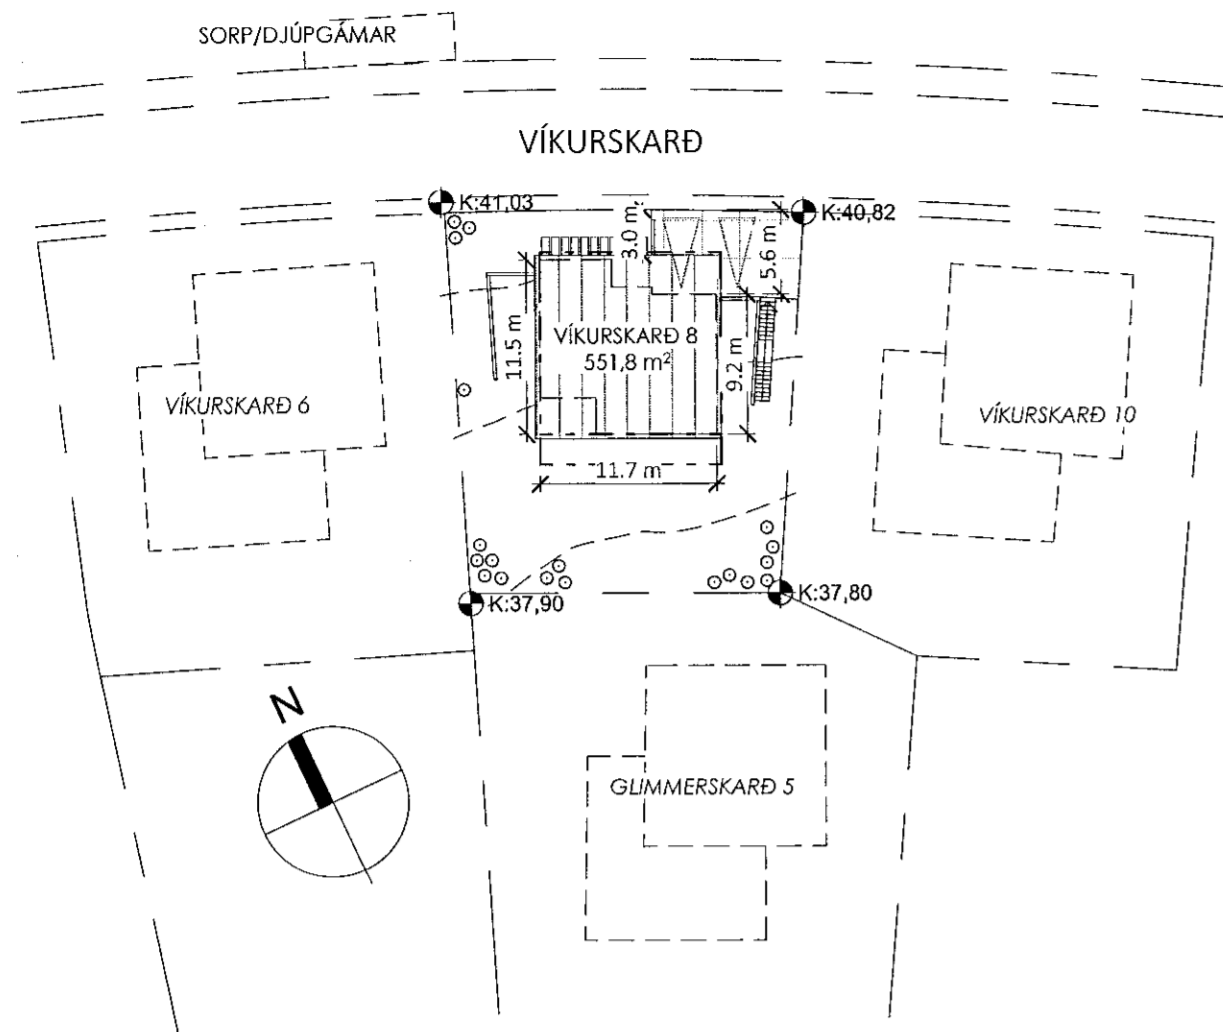 SORP/DJÚPGÁMAR
VÍKURSKARÐ
K:41,03
3.0 m
K:40,82
5.6 m
11.5 m
VÍKURSKARÐ 8
551,8 m²
9.2 m
VÍKURSKARÐ 6
VÍKURSKARÐ 10
11.7 m
K:37,90
K:37,80
N
GLIMMERSKARÐ 5